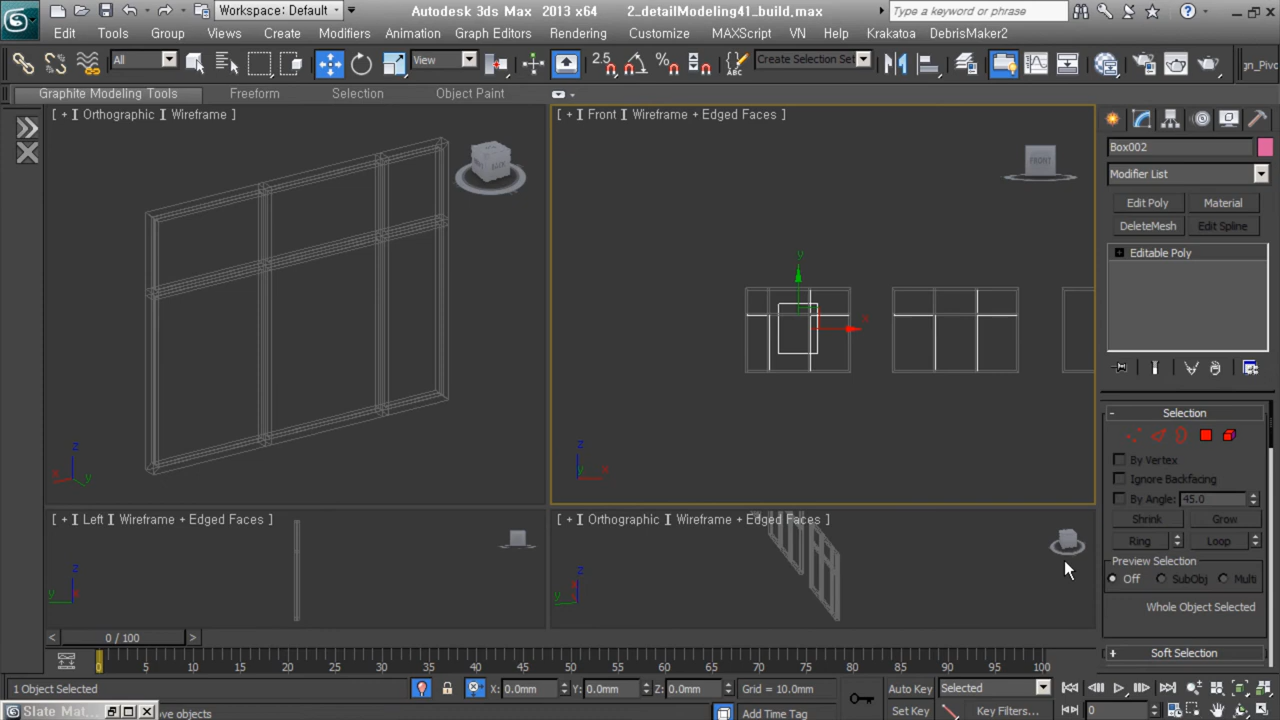 Workspace: Default
Autodesk 3ds Max 2013 x64 2_detailModeling41_build.max
Type a keyword or phrase
Edit Tools Group Views Create Modifiers Animation Graph Editors Rendering Customize MAXScript VN Help Krakatoa DebrisMaker2
All
View
2.5
Create Selection Set
gn_Pivo
Graphite Modeling Tools Freeform Selection Object Paint
[ + ] Orthographic ] Wireframe ]
[ + ] Front ] Wireframe + Edged Faces ]
BACK
FRONT
Box002
Modifier List
Edit Poly Material
DeleteMesh Edit Spline
Editable Poly
y
x
z
x
y
z
y
x
Selection
By Vertex
Ignore Backfacing
By Angle: 45.0
Shrink Grow
Ring Loop
Preview Selection
Off SubObj Multi
Whole Object Selected
Soft Selection
[ + ] Left ] Wireframe + Edged Faces ]
[ + ] Orthographic ] Wireframe + Edged Faces ]
z
y
z
y
0 / 100
0 5 10 15 20 25 30 35 40 45 50 55 60 65 70 75 80 85 90 95 100
1 Object Selected
X: 0.0mm Y: 0.0mm Z: 0.0mm Grid = 10.0mm
Auto Key Selected
Slate Mat...
ove objects
Add Time Tag
Set Key Key Filters...
0